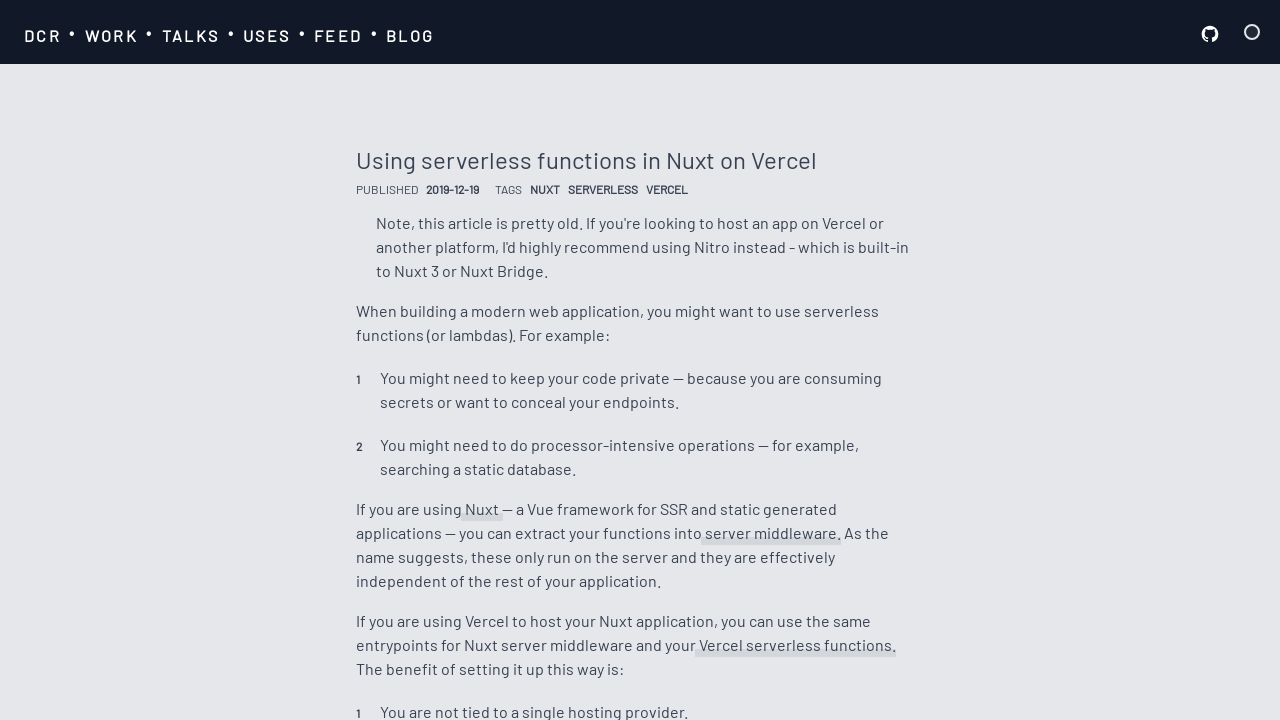 DCR • WORK • TALKS • USES • FEED • BLOG
Using serverless functions in Nuxt on Vercel
PUBLISHED 2019-12-19 TAGS NUXT SERVERLESS VERCEL
Note, this article is pretty old. If you're looking to host an app on Vercel or
another platform, I'd highly recommend using Nitro instead - which is built-in
to Nuxt 3 or Nuxt Bridge.
When building a modern web application, you might want to use serverless
functions (or lambdas). For example:
1 You might need to keep your code private — because you are consuming
secrets or want to conceal your endpoints.
2 You might need to do processor-intensive operations — for example,
searching a static database.
If you are using Nuxt — a Vue framework for SSR and static generated
applications — you can extract your functions into server middleware. As the
name suggests, these only run on the server and they are effectively
independent of the rest of your application.
If you are using Vercel to host your Nuxt application, you can use the same
entrypoints for Nuxt server middleware and your Vercel serverless functions.
The benefit of setting it up this way is:
1 You are not tied to a single hosting provider.